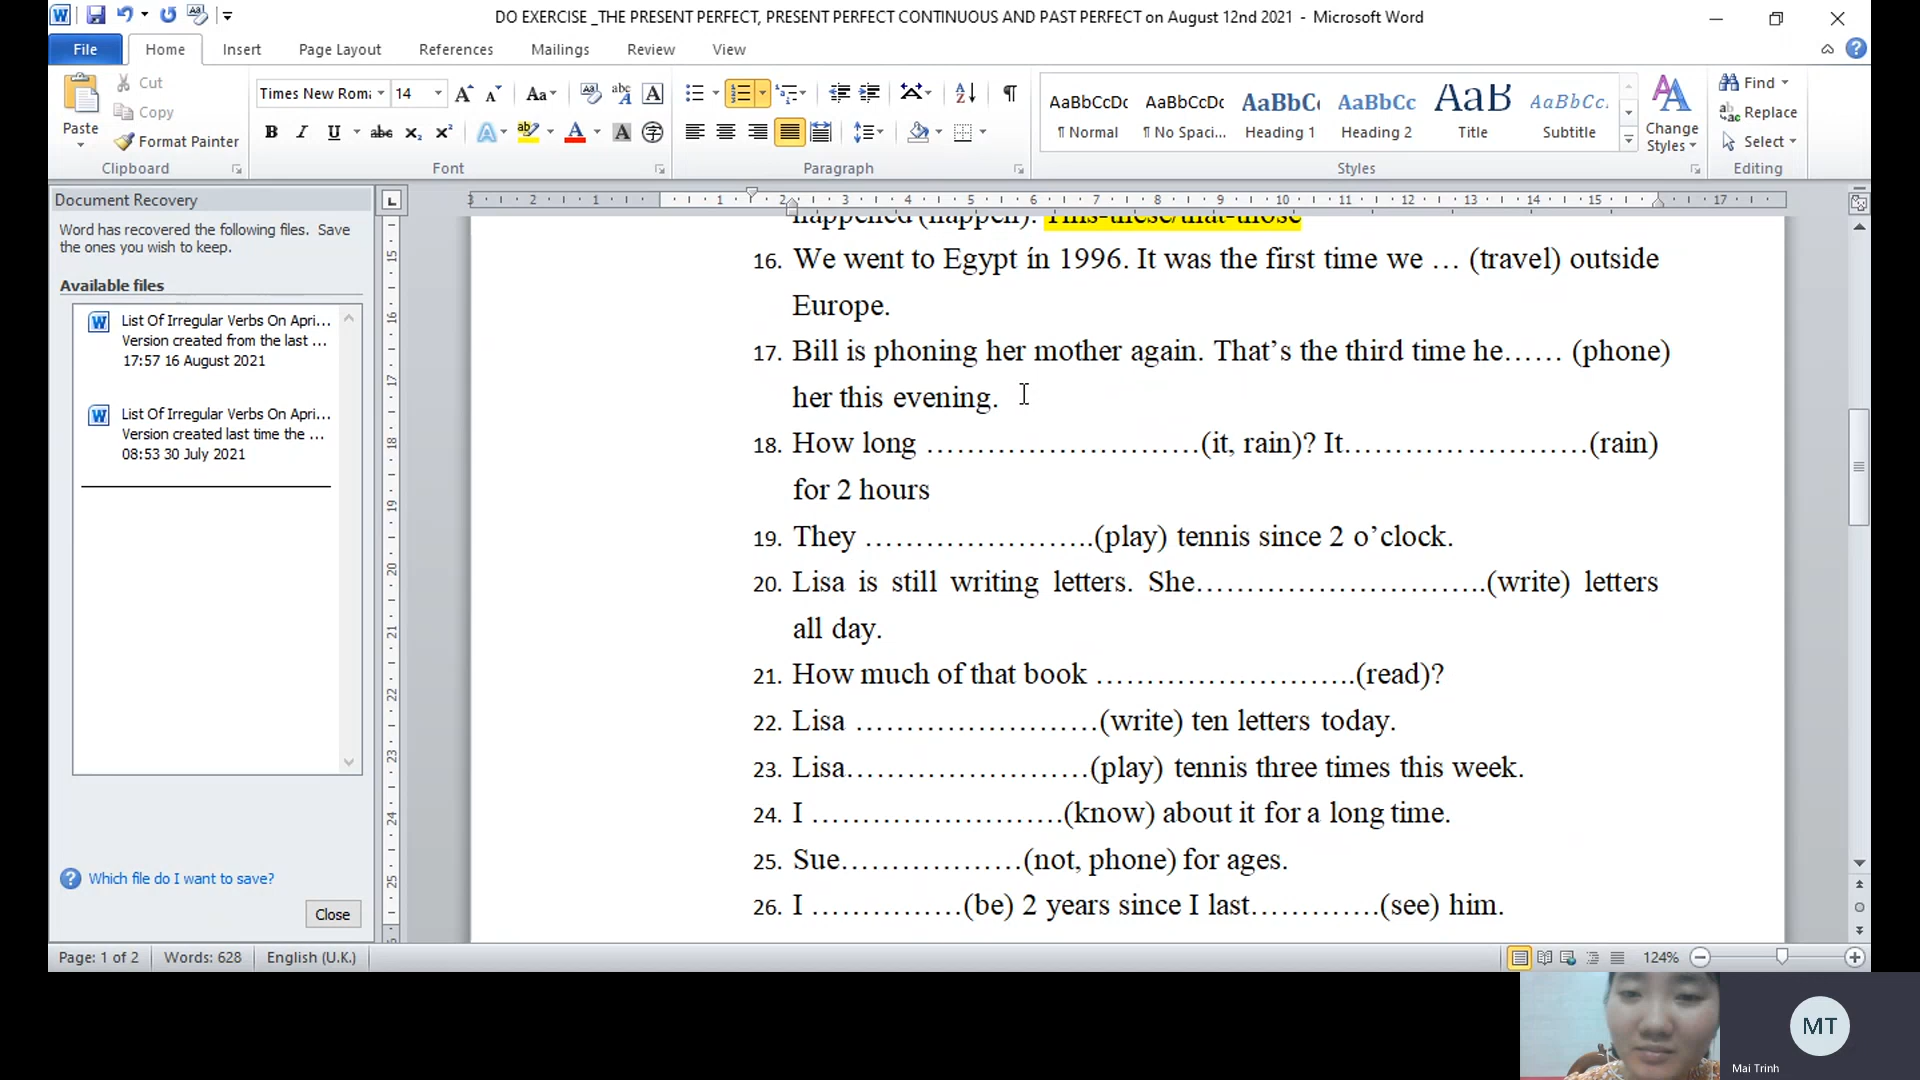 DO EXERCISE _THE PRESENT PERFECT, PRESENT PERFECT CONTINUOUS AND PAST PERFECT on August 12nd 2021 - Microsoft Word
File Home Insert Page Layout References Mailings Review View
Paste
Cut
Copy
Format Painter
Clipboard
Times New Roma 14
Font
Paragraph
AaBbCcDc AaBbCcDc AaBbC AaBbCc AaB AaBbCc.
¶ Normal ¶ No Spaci... Heading 1 Heading 2 Title Subtitle
Change Styles
Styles
Find
Replace
Select
Editing
Document Recovery
Word has recovered the following files. Save
the ones you wish to keep.
Available files
List Of Irregular Verbs On Apri...
Version created from the last ...
17:57 16 August 2021
List Of Irregular Verbs On Apri...
Version created last time the ...
08:53 30 July 2021
Which file do I want to save?
Close
happened (happen). This-these/that-those
16. We went to Egypt ín 1996. It was the first time we … (travel) outside
Europe.
17. Bill is phoning her mother again. That’s the third time he…… (phone)
her this evening.
18. How long …………………………(it, rain)? It………………………(rain)
for 2 hours
19. They ……………………..(play) tennis since 2 o’clock.
20. Lisa is still writing letters. She…………………………..(write) letters
all day.
21. How much of that book ………………………..(read)?
22. Lisa ………………………(write) ten letters today.
23. Lisa………………………(play) tennis three times this week.
24. I ………………………(know) about it for a long time.
25. Sue…………………(not, phone) for ages.
26. I ……………(be) 2 years since I last………….(see) him.
Page: 1 of 2 Words: 628 English (U.K.) 124%
MT
Mai Trinh